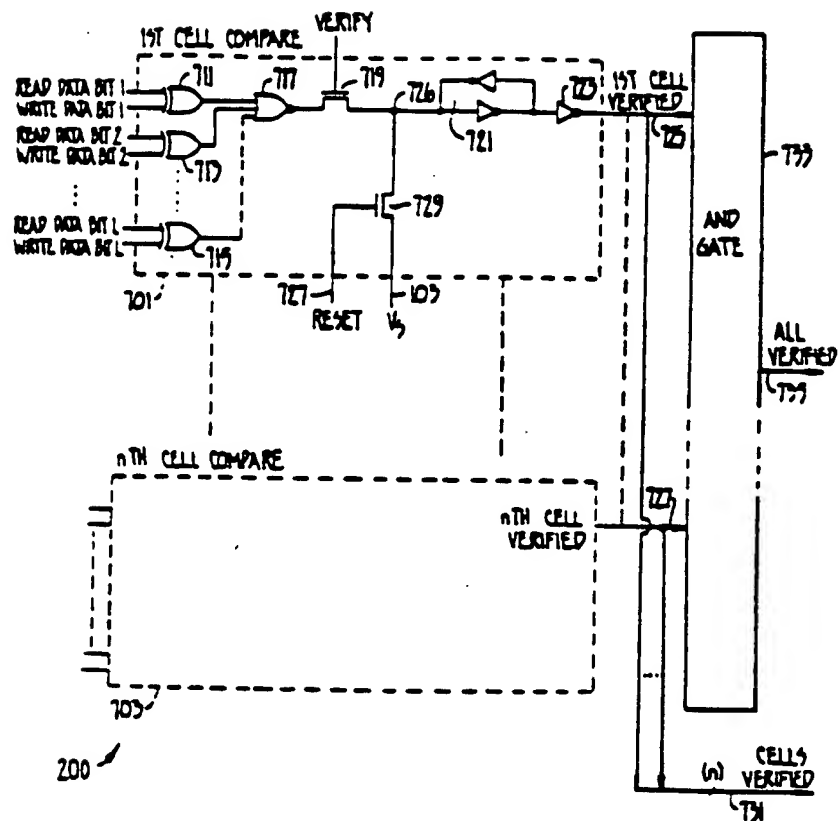 VERIFY
1ST CELL COMPARE
711
717
719
READ DATA BIT 1
WRITE DATA BIT 1
726
721
723
1ST CELL
VERIFIED
725
READ DATA BIT 2
WRITE DATA BIT 2
713
733
729
AND
GATE
READ DATA BIT L
WRITE DATA BIT L
715
701
727
RESET
103
VS
ALL
VERIFIED
735
nTH CELL COMPARE
nTH CELL
VERIFIED
727
703
200
(n)
CELLS
VERIFIED
731